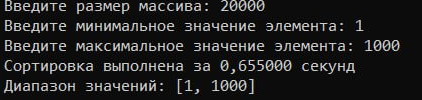 Введите размер массива: 20000
Введите минимальное значение элемента: 1
Введите максимальное значение элемента: 1000
Сортировка выполнена за 0,655000 секунд
Диапазон значений: [1, 1000]